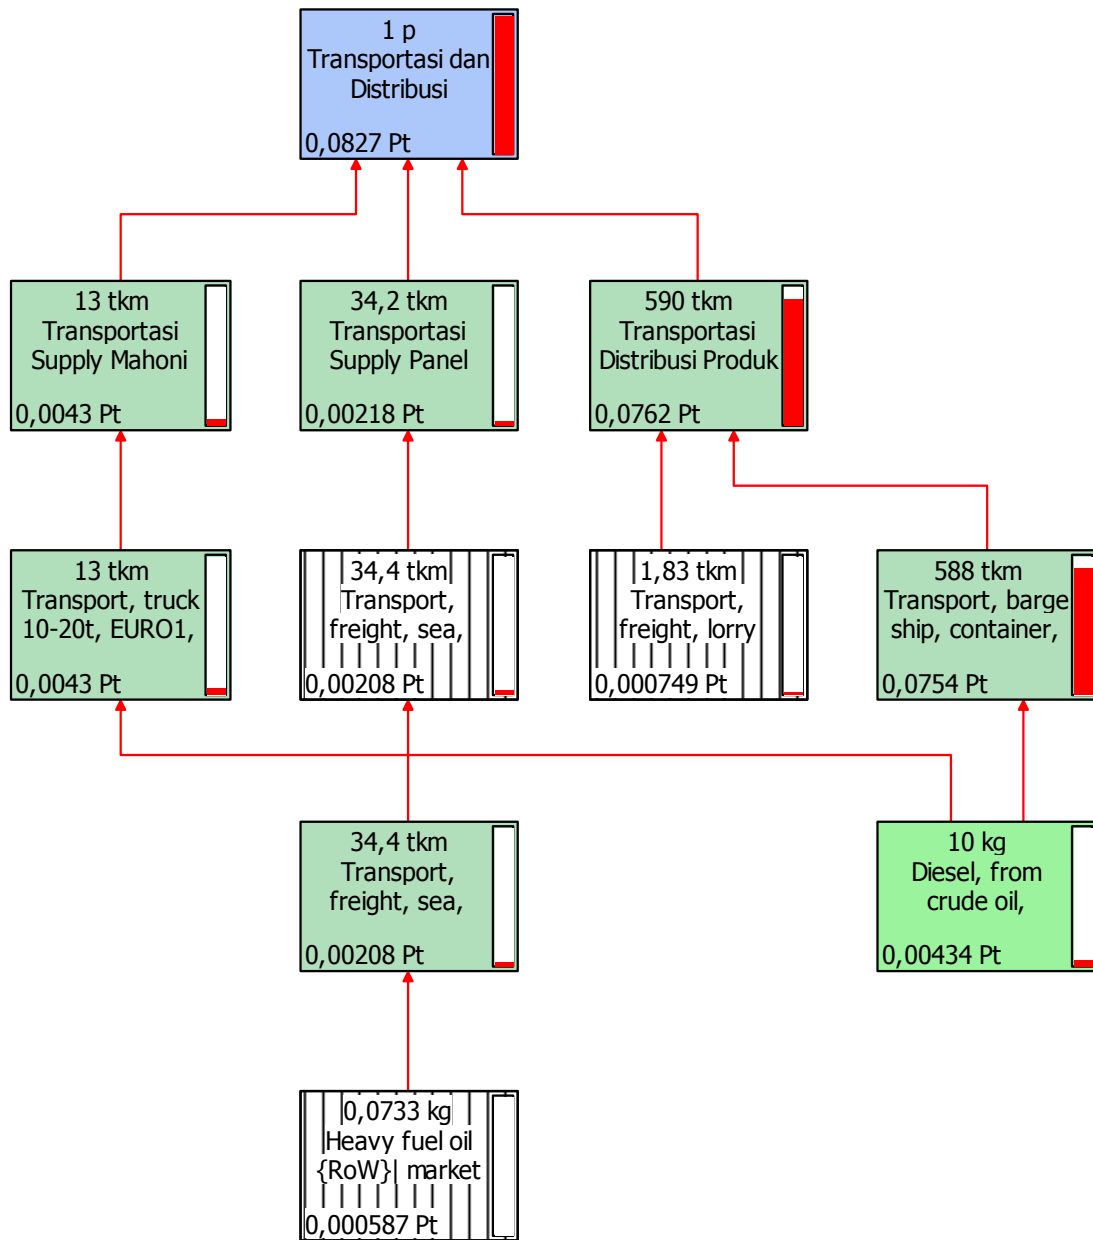 1 p
Transportasi dan
Distribusi
0,0827 Pt
13 tkm
Transportasi
Supply Mahoni
0,0043 Pt
34,2 tkm
Transportasi
Supply Panel
0,00218 Pt
590 tkm
Transportasi
Distribusi Produk
0,0762 Pt
13 tkm
Transport, truck
10-20t, EURO1,
0,0043 Pt
34,4 tkm
Transport,
freight, sea,
0,00208 Pt
1,83 tkm
Transport,
freight, lorry
0,000749 Pt
588 tkm
Transport, barge
ship, container,
0,0754 Pt
34,4 tkm
Transport,
freight, sea,
0,00208 Pt
10 kg
Diesel, from
crude oil,
0,00434 Pt
0,0733 kg
Heavy fuel oil
{RoW}| market
0,000587 Pt